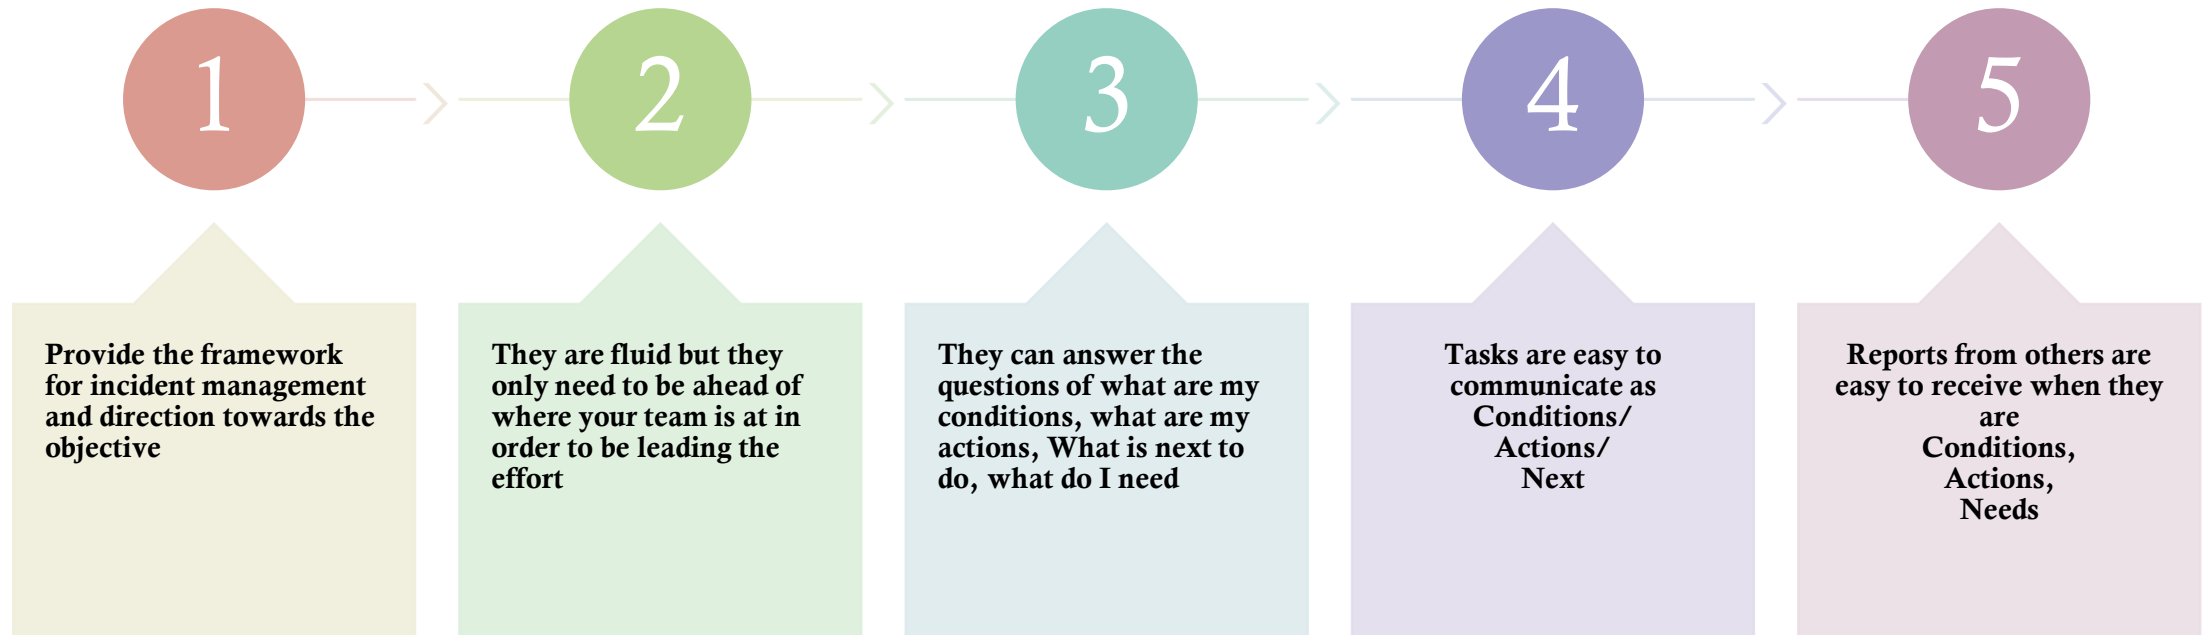 1
2
3
4
5
Provide the framework
for incident management
and direction towards the
objective
They are fluid but they
only need to be ahead of
where your team is at in
order to be leading the
effort
They can answer the
questions of what are my
conditions, what are my
actions, What is next to
do, what do I need
Tasks are easy to
communicate as
Conditions/
Actions/
Next
Reports from others are
easy to receive when they
are
Conditions,
Actions,
Needs